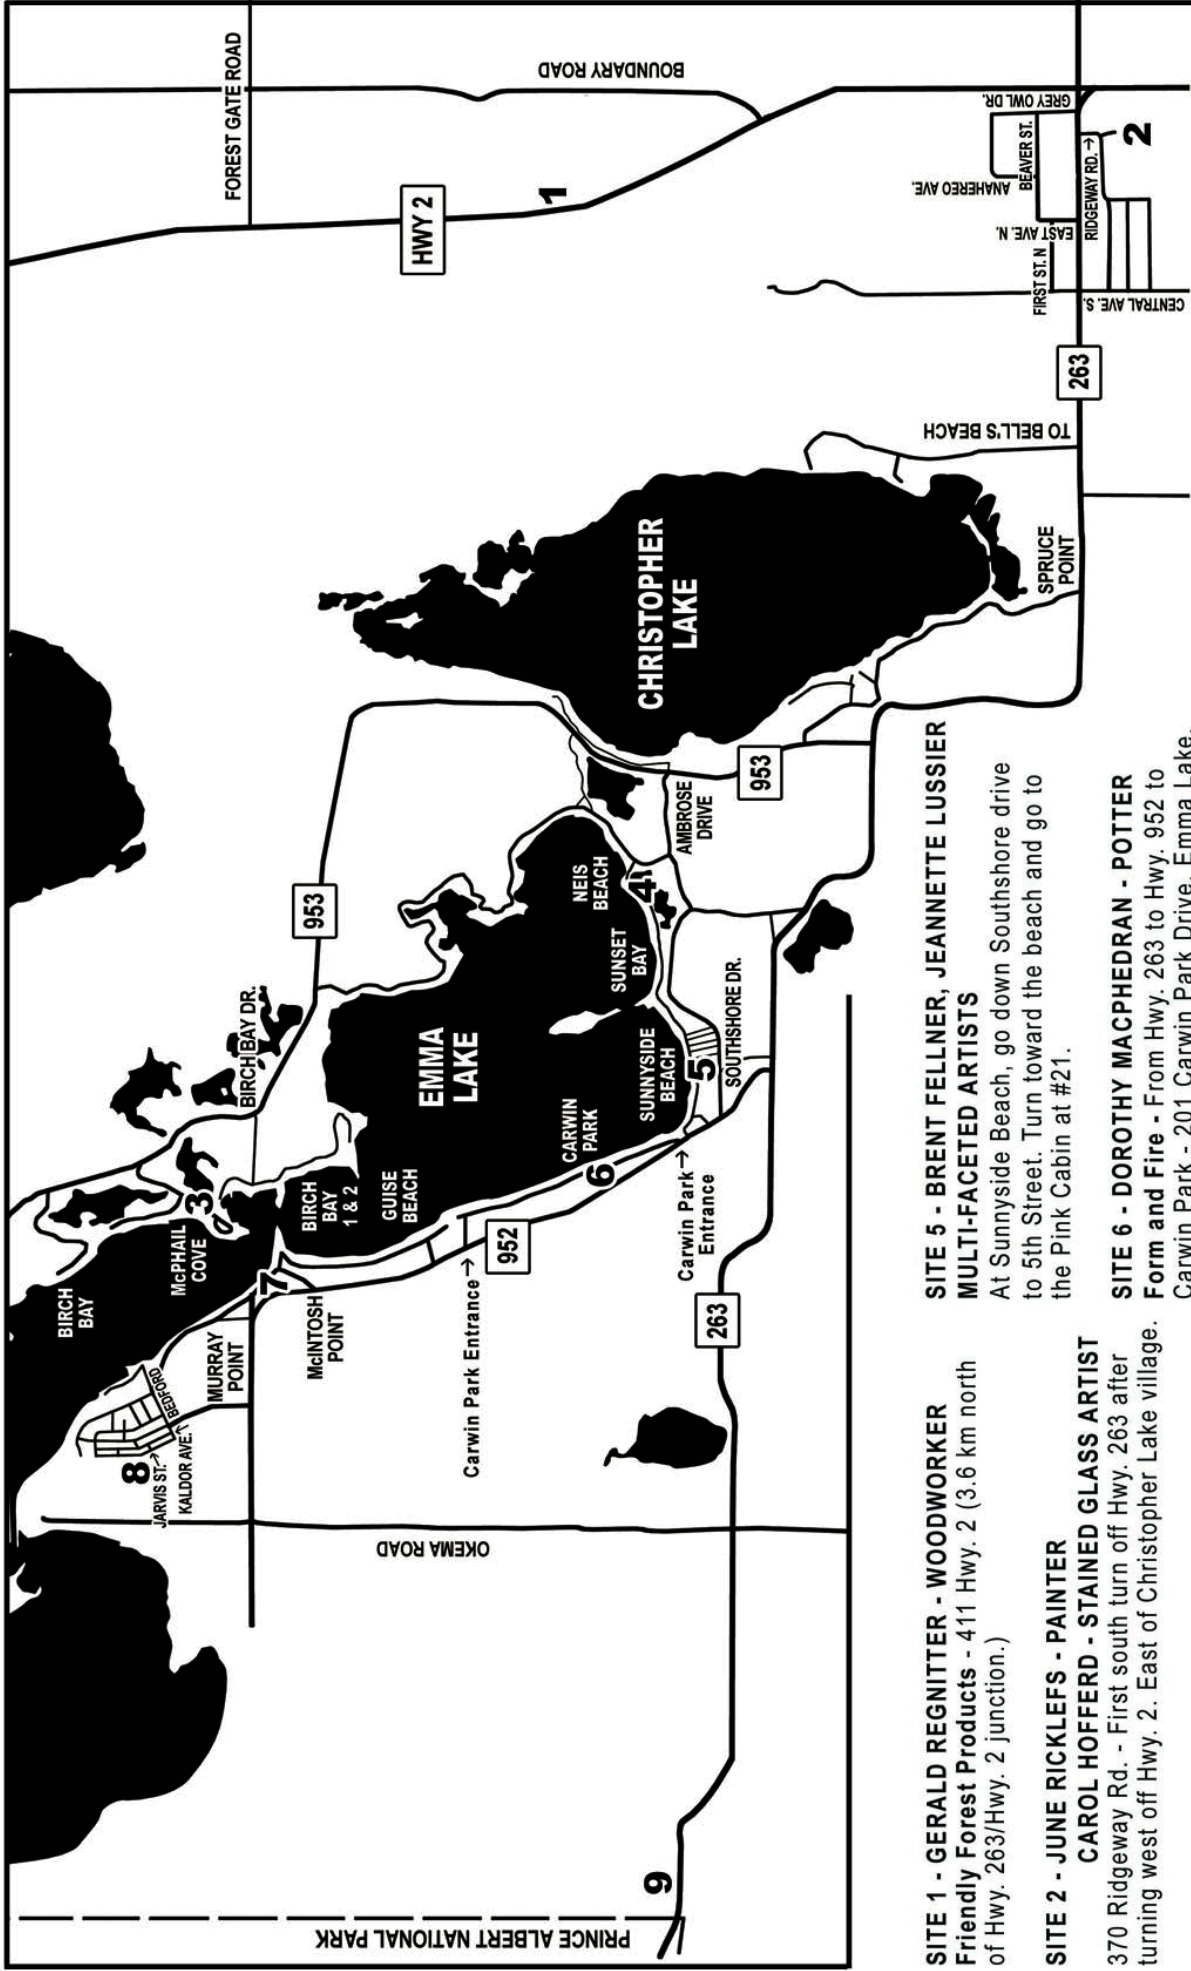 FOREST GATE ROAD
BOUNDARY ROAD
HWY 2
1
GREY OWL DR.
BEAVER ST.
ANAHEREO AVE.
RIDGEWAY RD.→
2
EAST AVE. N.
FIRST ST. N
CENTRAL AVE. S.
263
TO BELL'S BEACH
SPRUCE
POINT
CHRISTOPHER
LAKE
953
AMBROSE
DRIVE
953
NEIS
BEACH
4
SUNSET
BAY
SOUTHSHORE DR.
BIRCH BAY DR.
EMMA
LAKE
SUNNYSIDE
BEACH
5
CARWIN
PARK
6
BIRCH
BAY
1 & 2
GUISE
BEACH
3
McPHAIL
COVE
BIRCH
BAY
7
952
Carwin Park→
Entrance
Carwin Park Entrance→
263
McINTOSH
POINT
MURRAY
POINT
BEDFORD
KALDOR AVE.
JARVIS ST.
8
OKEMA ROAD
9
PRINCE ALBERT NATIONAL PARK
SITE 1 - GERALD REGNITTER - WOODWORKER
Friendly Forest Products - 411 Hwy. 2 (3.6 km north
of Hwy. 263/Hwy. 2 junction.)
SITE 2 - JUNE RICKLEFS - PAINTER
CAROL HOFFERD - STAINED GLASS ARTIST
370 Ridgeway Rd. - First south turn off Hwy. 263 after
turning west off Hwy. 2. East of Christopher Lake village.
SITE 5 - BRENT FELLNER, JEANNETTE LUSSIER
MULTI-FACETED ARTISTS
At Sunnyside Beach, go down Southshore drive
to 5th Street. Turn toward the beach and go to
the Pink Cabin at #21.
SITE 6 - DOROTHY MACPHEDRAN - POTTER
Form and Fire - From Hwy. 263 to Hwy. 952 to
Carwin Park - 201 Carwin Park Drive, Emma Lake.